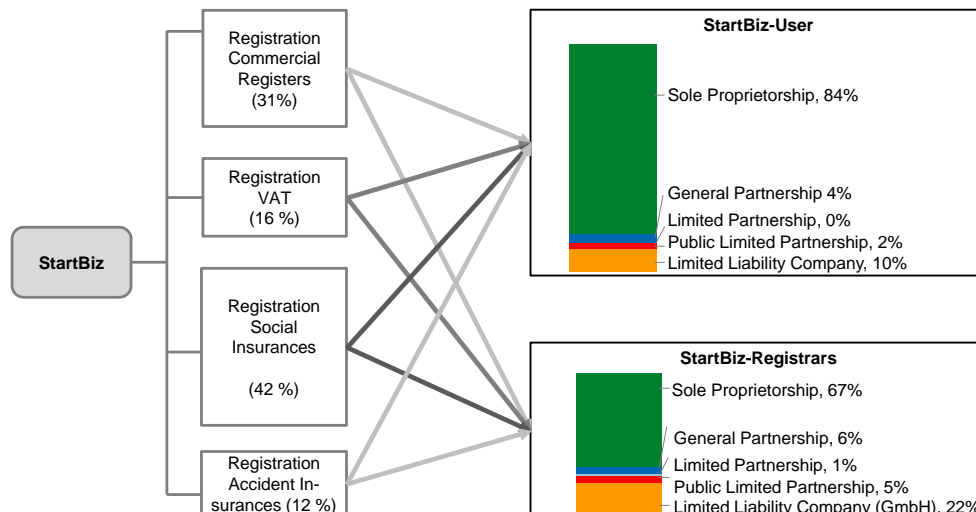 StartBiz
Registration
Commercial
Registers
(31%)
Registration
VAT
(16 %)
Registration
Social
Insurances
(42 %)
Registration
Accident In-
surances (12 %)
StartBiz-User
Sole Proprietorship, 84%
General Partnership 4%
Limited Partnership, 0%
Public Limited Partnership, 2%
Limited Liability Company, 10%
StartBiz-Registrars
Sole Proprietorship, 67%
General Partnership, 6%
Limited Partnership, 1%
Public Limited Partnership, 5%
Limited Liability Company (GmbH), 22%